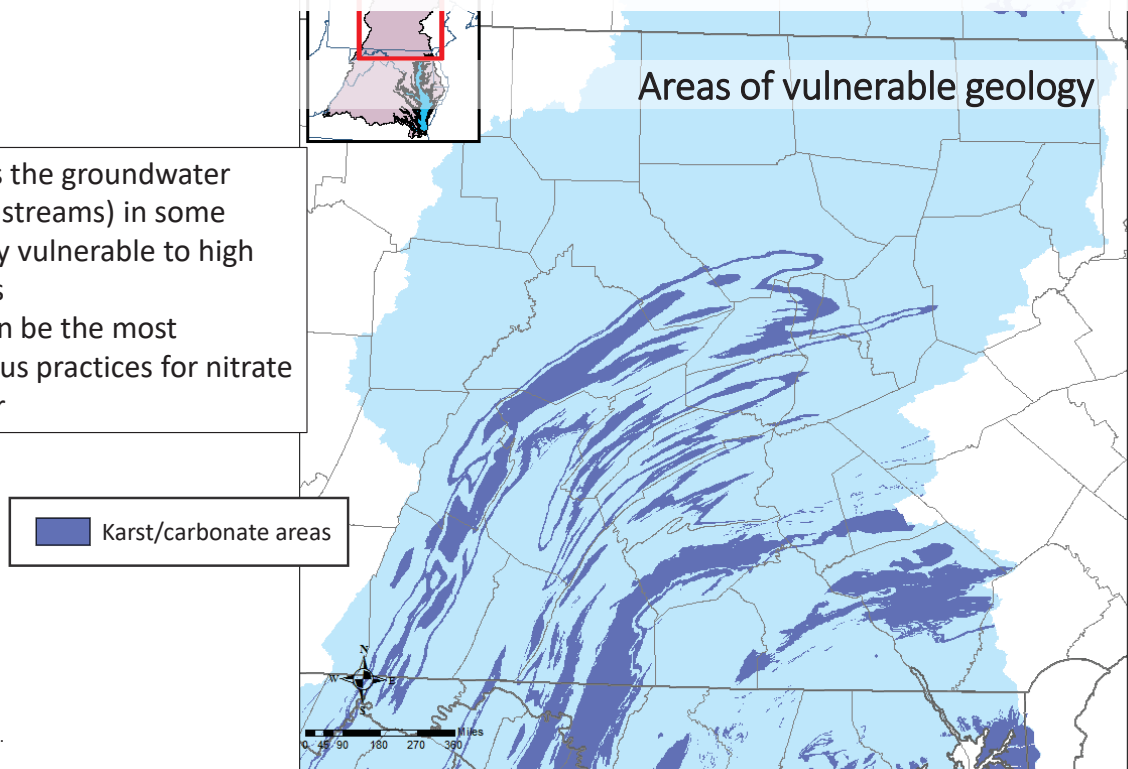 Areas of vulnerable geology
s the groundwater
streams) in some
y vulnerable to high
s
n be the most
us practices for nitrate
r
Karst/carbonate areas
N
W E
S
Miles
0 45 90 180 270 360